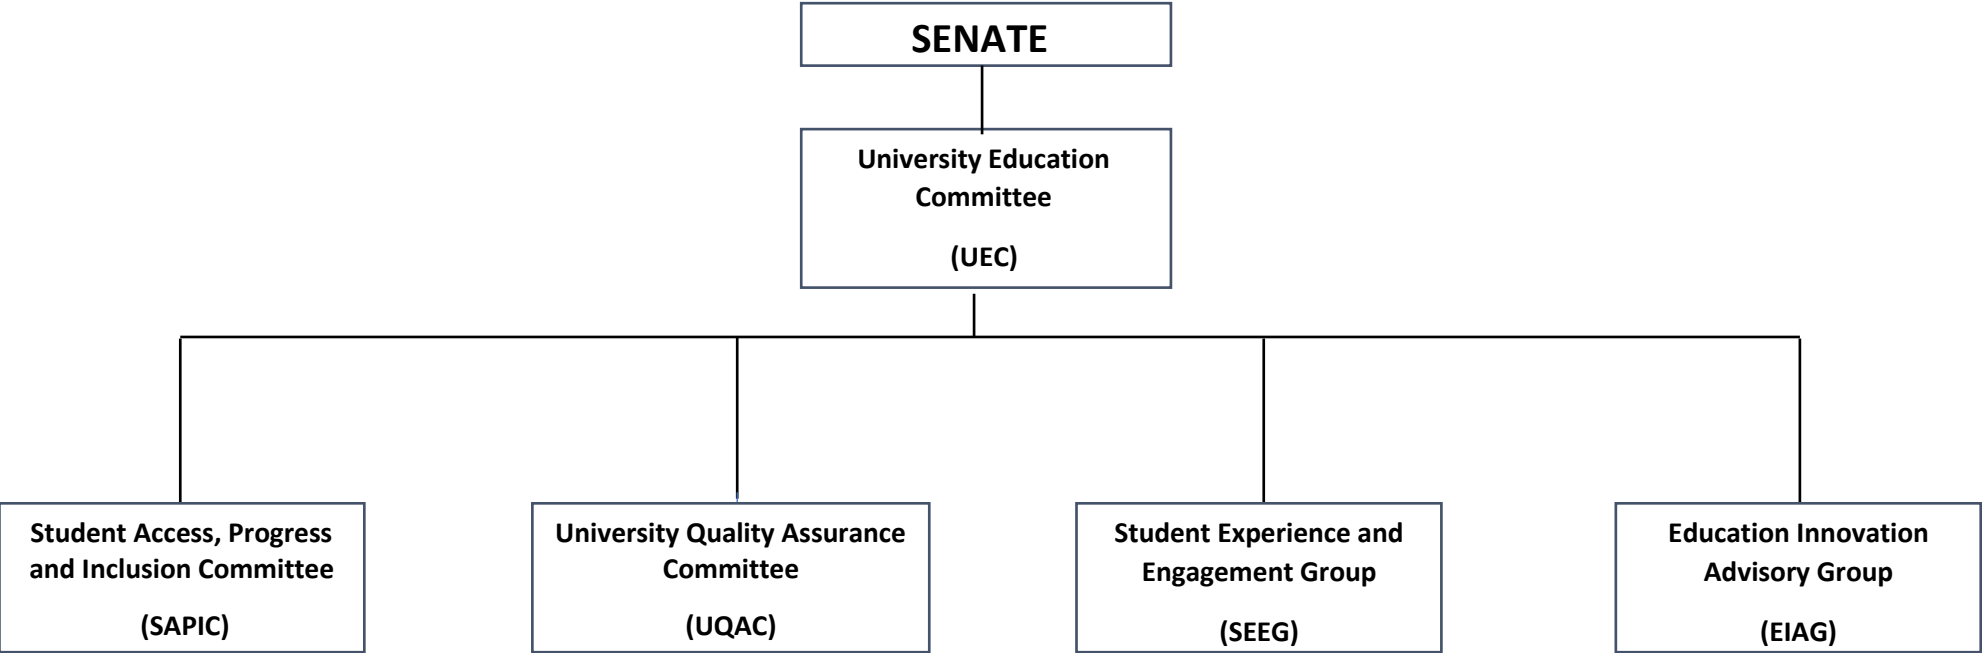 SENATE
University Education
Committee
(UEC)
Student Access, Progress
and Inclusion Committee
(SAPIC)
University Quality Assurance
Committee
(UQAC)
Student Experience and
Engagement Group
(SEEG)
Education Innovation
Advisory Group
(EIAG)